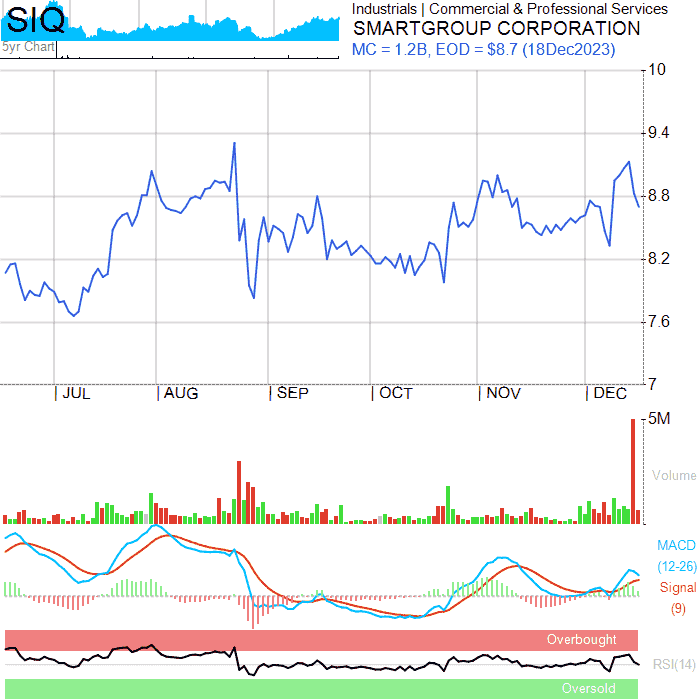 SIQ
5yr Chart
Industrials | Commercial & Professional Services
SMARTGROUP CORPORATION
MC = 1.2B, EOD = $8.7 (18Dec2023)
10
9.4
8.8
8.2
7.6
7
| JUL | AUG | SEP | OCT | NOV | DEC
5M
Volume
MACD
(12-26)
Signal
(9)
Overbought
RSI(14)
Oversold